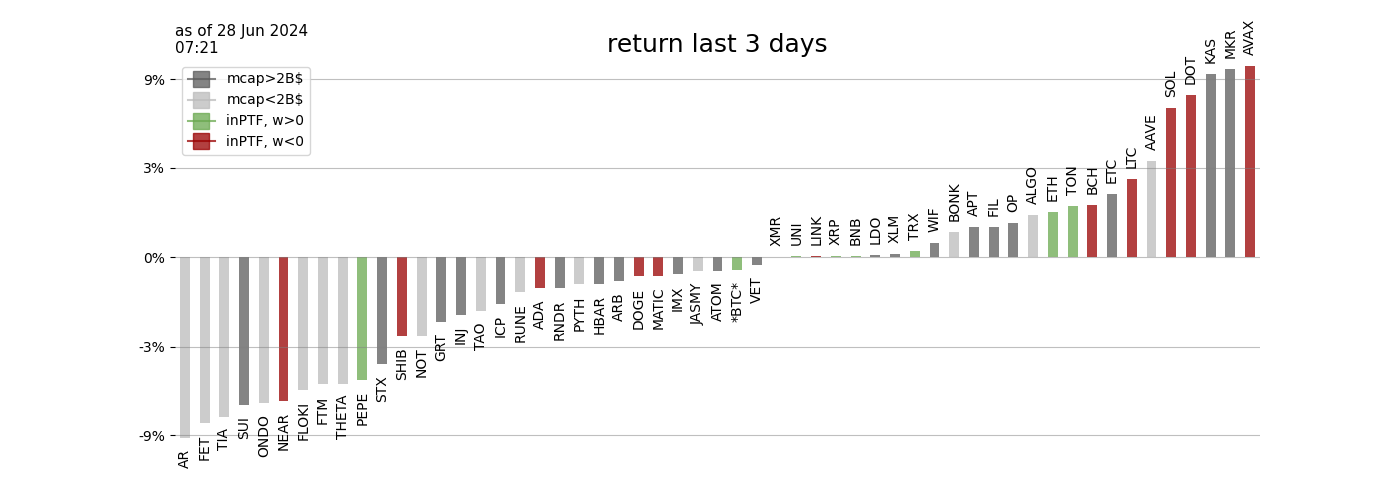 as of 28 Jun 2024
07:21
return last 3 days
mcap>2B$
mcap<2B$
inPTF, w>0
inPTF, w<0
9%
3%
0%
-3%
-9%
AR
FET
TIA
SUI
ONDO
NEAR
FLOKI
FTM
THETA
PEPE
STX
SHIB
NOT
GRT
INJ
TAO
ICP
RUNE
ADA
RNDR
PYTH
HBAR
ARB
DOGE
MATIC
IMX
JASMY
ATOM
*BTC*
VET
XMR
UNI
LINK
XRP
BNB
LDO
XLM
TRX
WIF
BONK
APT
FIL
OP
ALGO
ETH
TON
BCH
ETC
LTC
AAVE
SOL
DOT
KAS
MKR
AVAX